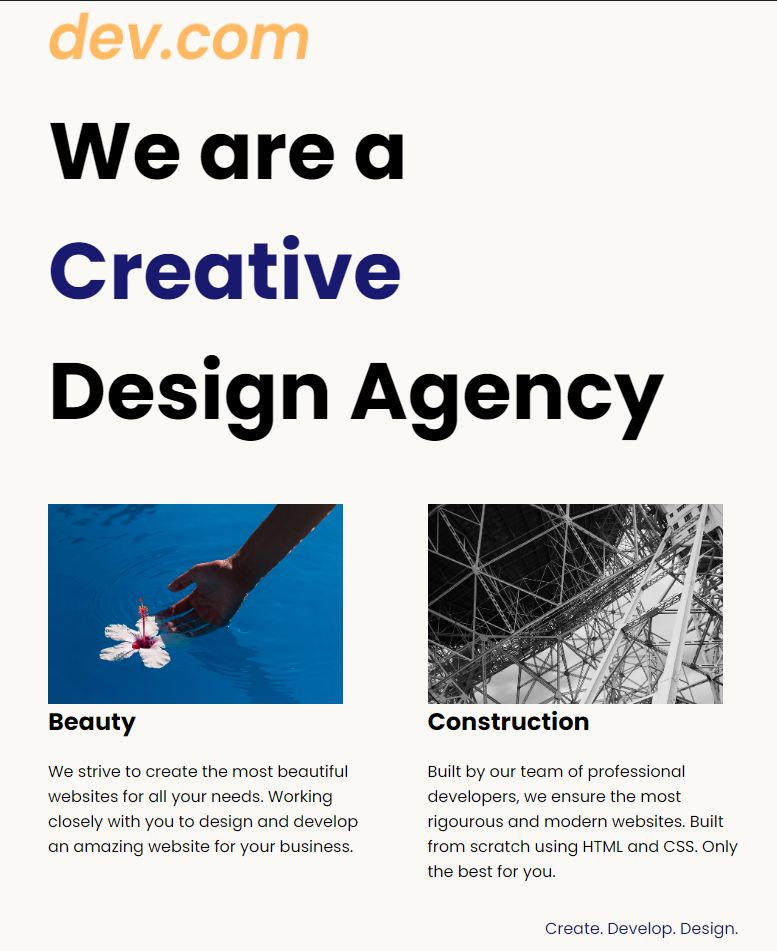 dev.com
We are a
Creative
Design Agency
Beauty
We strive to create the most beautiful
websites for all your needs. Working
closely with you to design and develop
an amazing website for your business.
Construction
Built by our team of professional
developers, we ensure the most
rigourous and modern websites. Built
from scratch using HTML and CSS. Only
the best for you.
Create. Develop. Design.